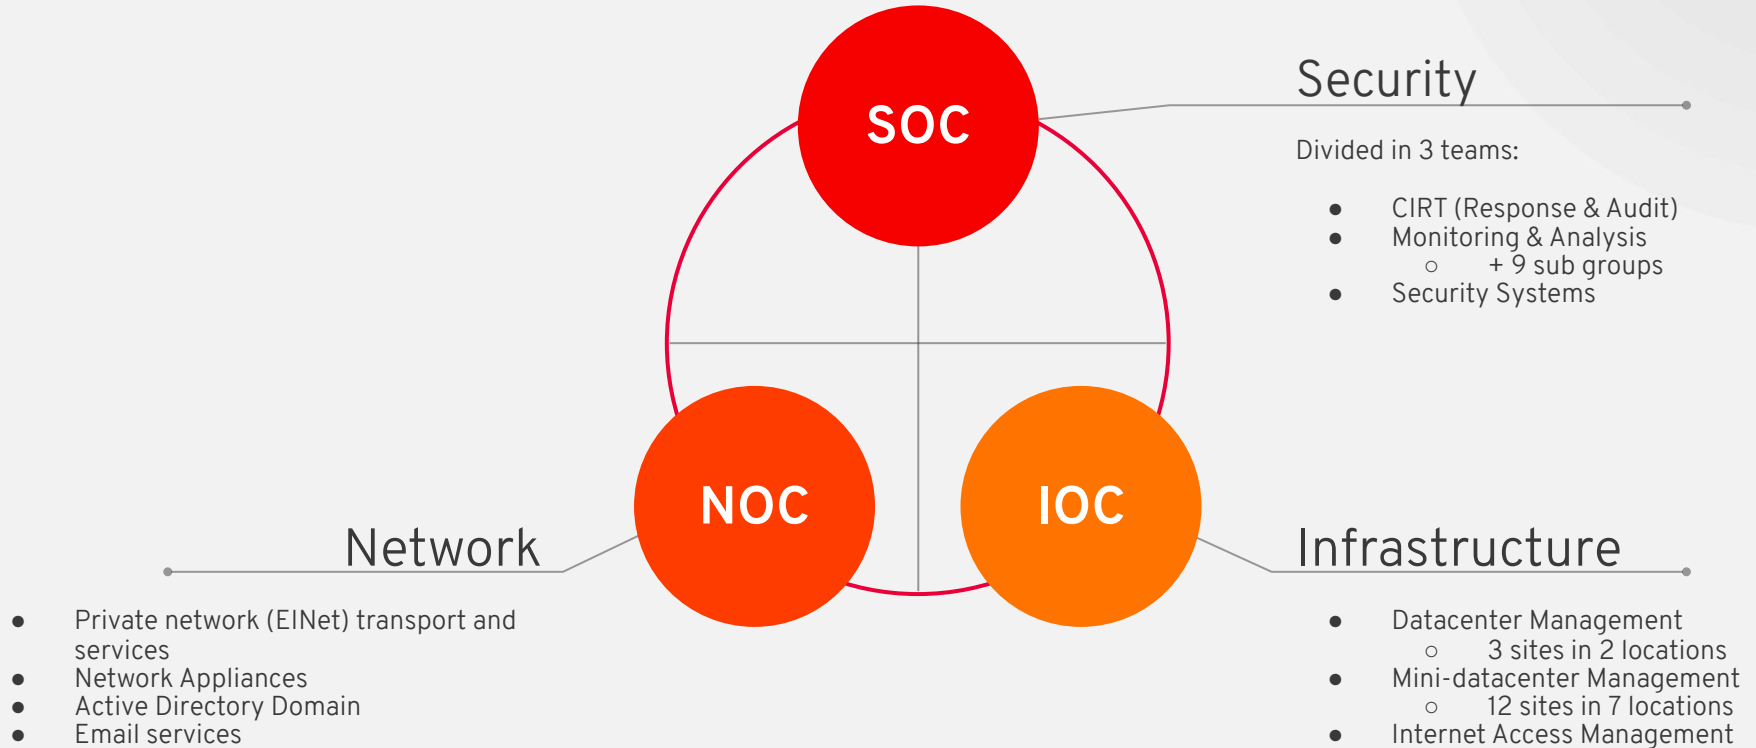 SOC
Security
Divided in 3 teams:
● CIRT (Response & Audit)
● Monitoring & Analysis
○ + 9 sub groups
● Security Systems
NOC
IOC
Network
● Private network (EINet) transport and
services
● Network Appliances
● Active Directory Domain
● Email services
Infrastructure
● Datacenter Management
○ 3 sites in 2 locations
● Mini-datacenter Management
○ 12 sites in 7 locations
● Internet Access Management